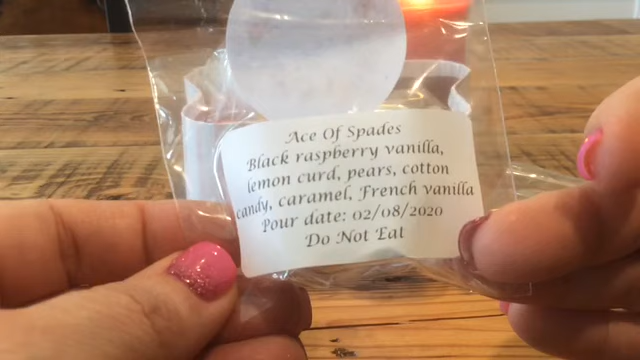 Ace Of Spades
Black raspberry vanilla,
lemon curd, pears, cotton
candy, caramel, French vanilla
Pour date: 02/08/2020
Do Not Eat